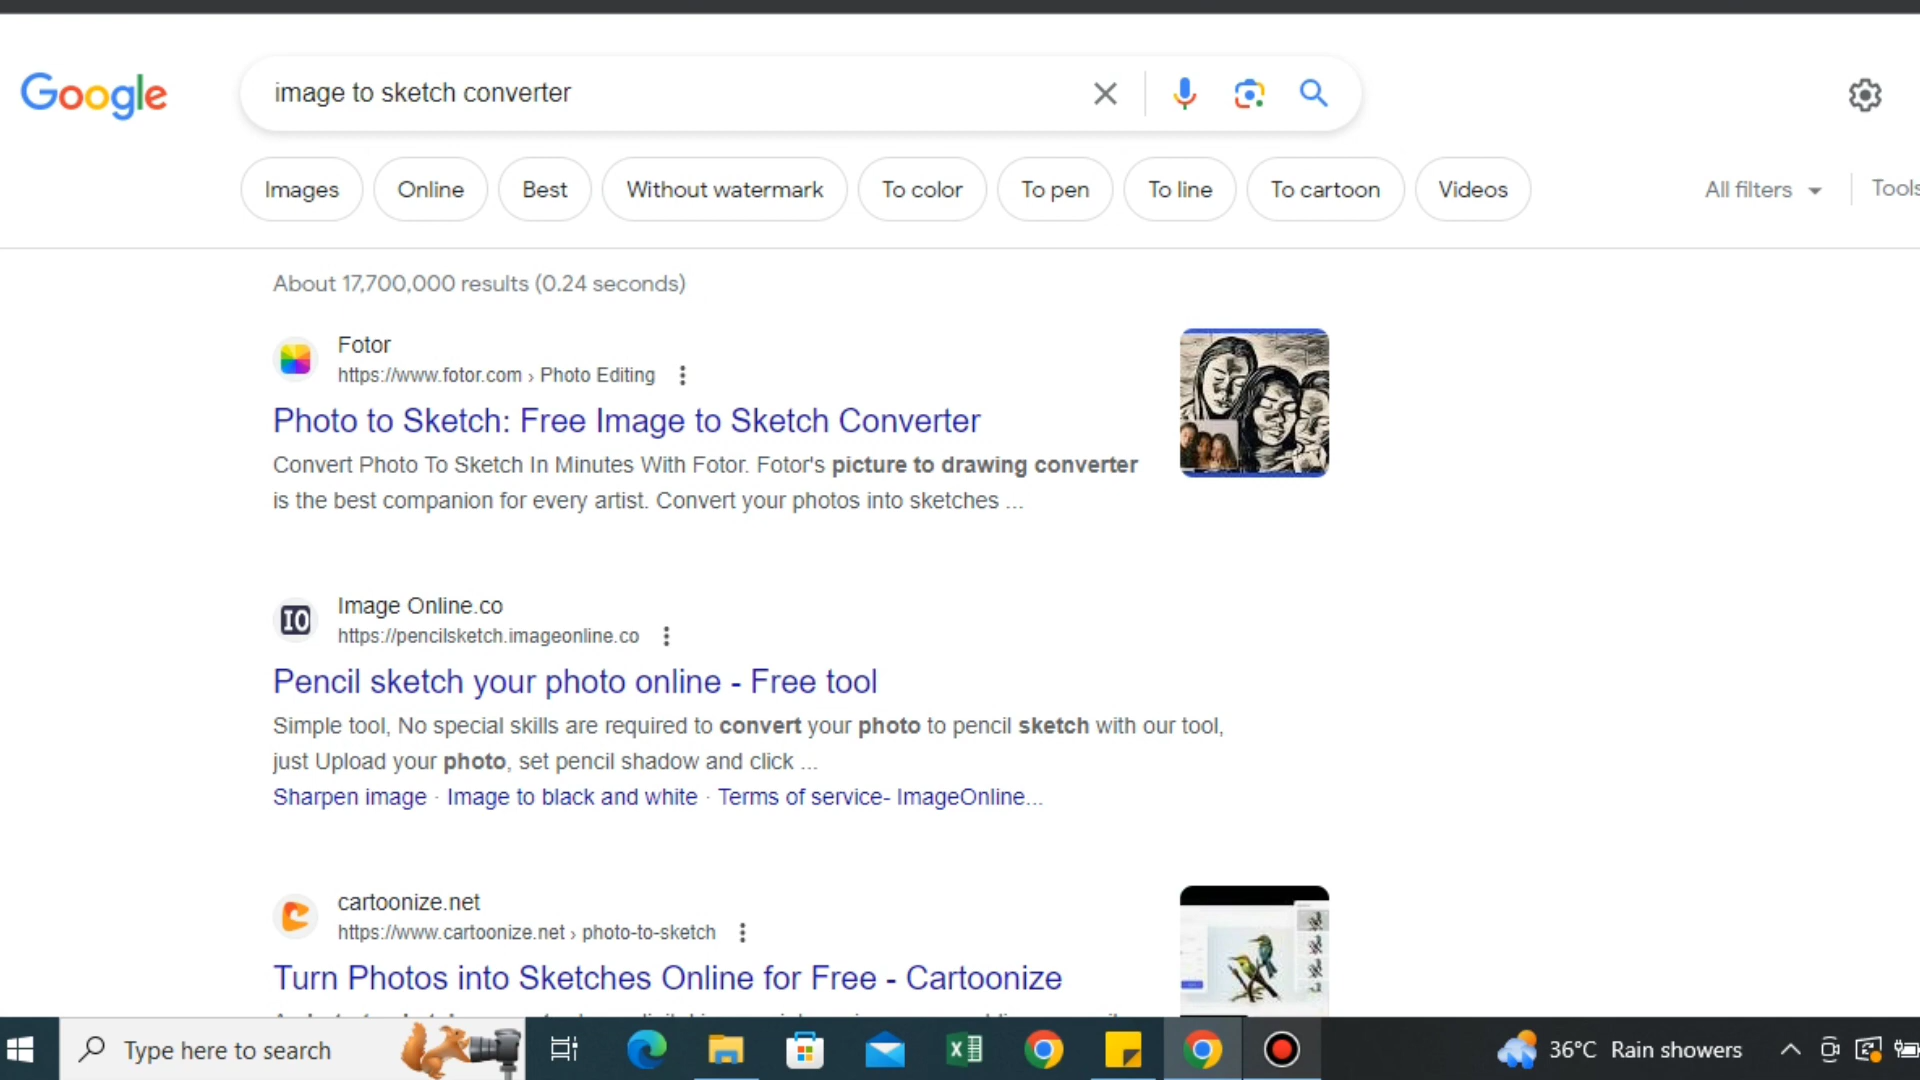 Google
image to sketch converter
Images
Online
Best
Without watermark
To color
To pen
To line
To cartoon
Videos
All filters
Tools
About 17,700,000 results (0.24 seconds)
Fotor
https://www.fotor.com › Photo Editing
Photo to Sketch: Free Image to Sketch Converter
Convert Photo To Sketch In Minutes With Fotor. Fotor's picture to drawing converter
is the best companion for every artist. Convert your photos into sketches ...
IO
Image Online.co
https://pencilsketch.imageonline.co
Pencil sketch your photo online - Free tool
Simple tool, No special skills are required to convert your photo to pencil sketch with our tool,
just Upload your photo, set pencil shadow and click ...
Sharpen image · Image to black and white · Terms of service- ImageOnline...
cartoonize.net
https://www.cartoonize.net › photo-to-sketch
Turn Photos into Sketches Online for Free - Cartoonize
Type here to search
36°C Rain showers